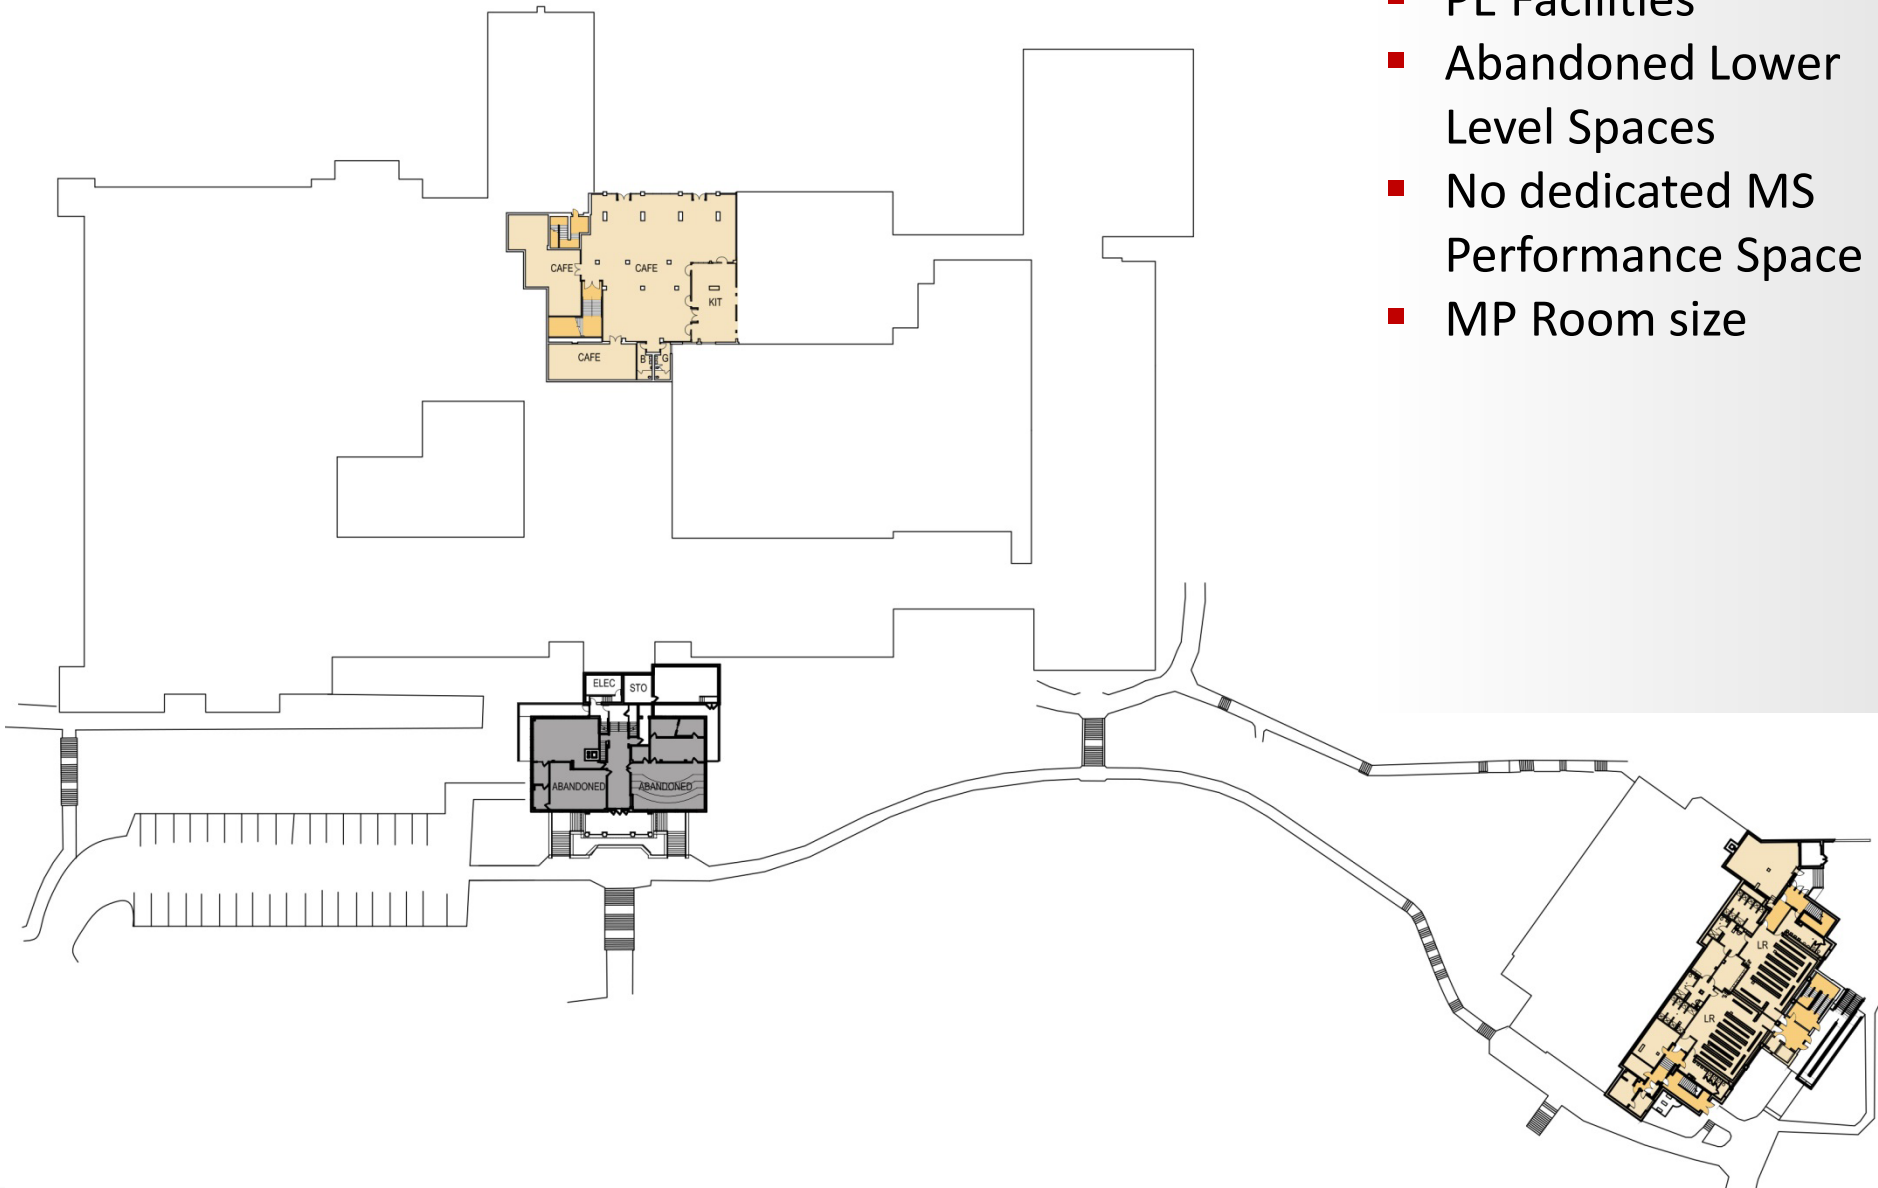 PE Facilities
Abandoned Lower
Level Spaces
No dedicated MS
Performance Space
MP Room size
CAFE
CAFE
KIT
CAFE
B
G
ELEC
STO
ABANDONED
ABANDONED
LR
LR